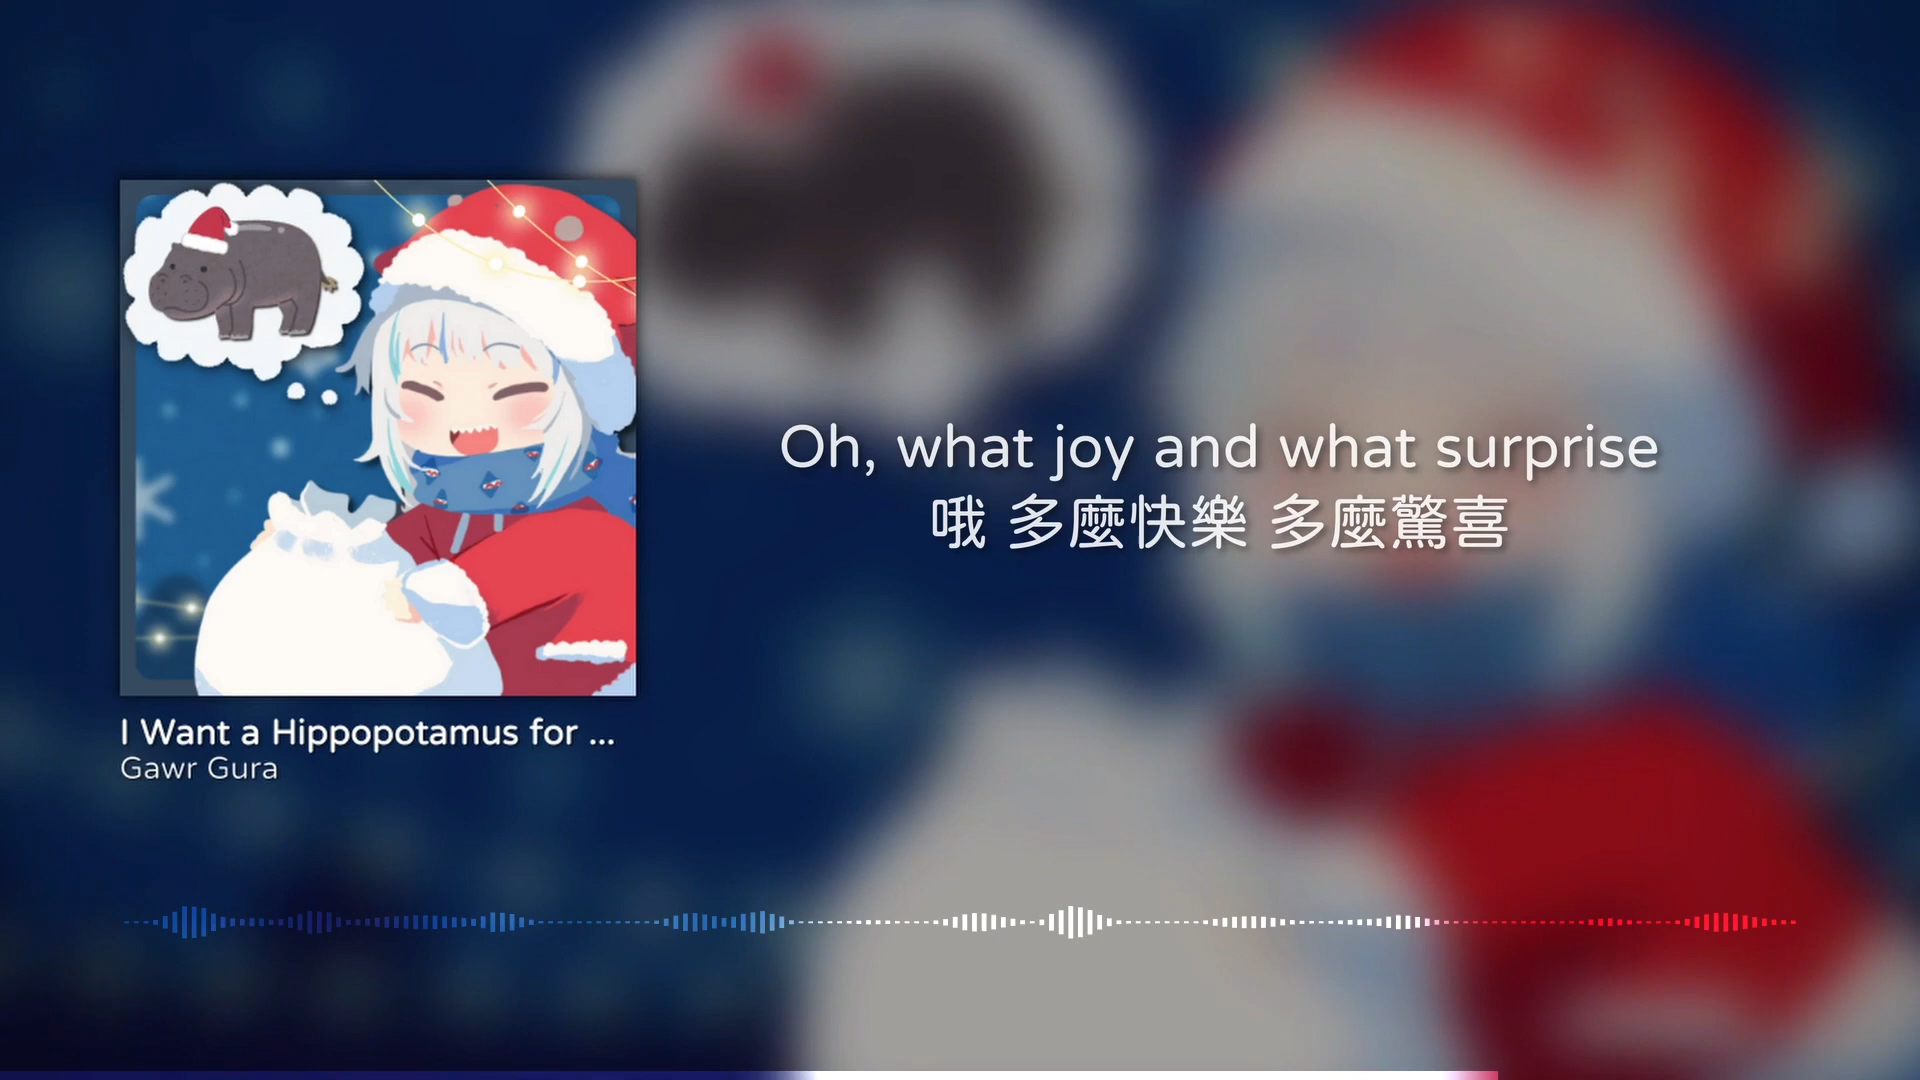 Oh, what joy and what surprise
哦 多麼快樂 多麼驚喜
I Want a Hippopotamus for ...
Gawr Gura